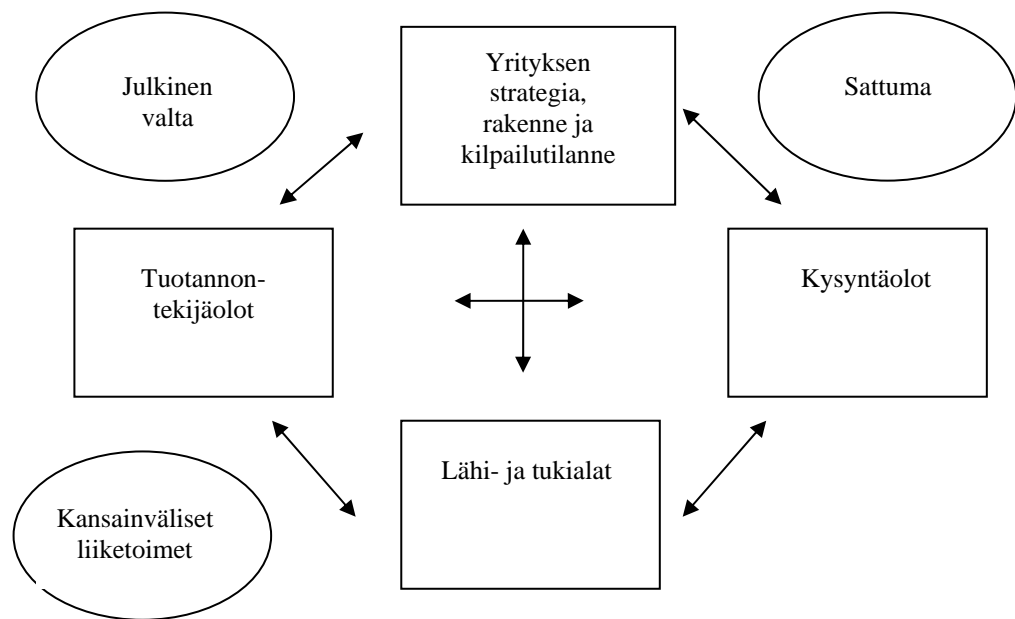 Julkinen
valta
Yrityksen
strategia,
rakenne ja
kilpailutilanne
Sattuma
Tuotannon-
tekijäolot
Kysyntäolot
Lähi- ja tukialat
Kansainväliset
liiketoimet